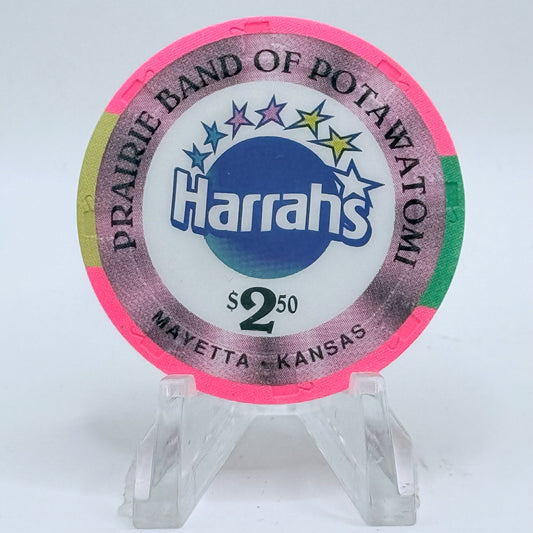 PRAIRIE BAND OF POTAWATOMI
Harrah's
$2.50
MAYETTA · KANSAS